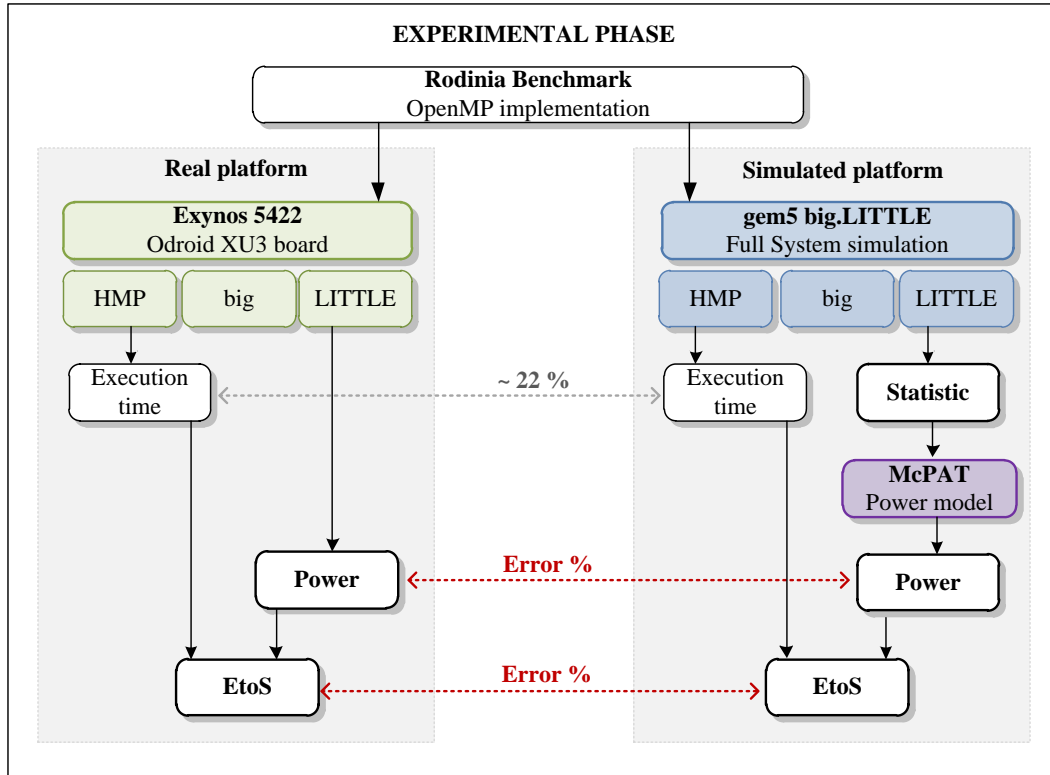 EXPERIMENTAL PHASE
Rodinia Benchmark
OpenMP implementation
Real platform
Exynos 5422
Odroid XU3 board
HMP
big
LITTLE
Execution
time
Power
EtoS
~ 22 %
Error %
Error %
Simulated platform
gem5 big.LITTLE
Full System simulation
HMP
big
LITTLE
Execution
time
Statistic
McPAT
Power model
Power
EtoS